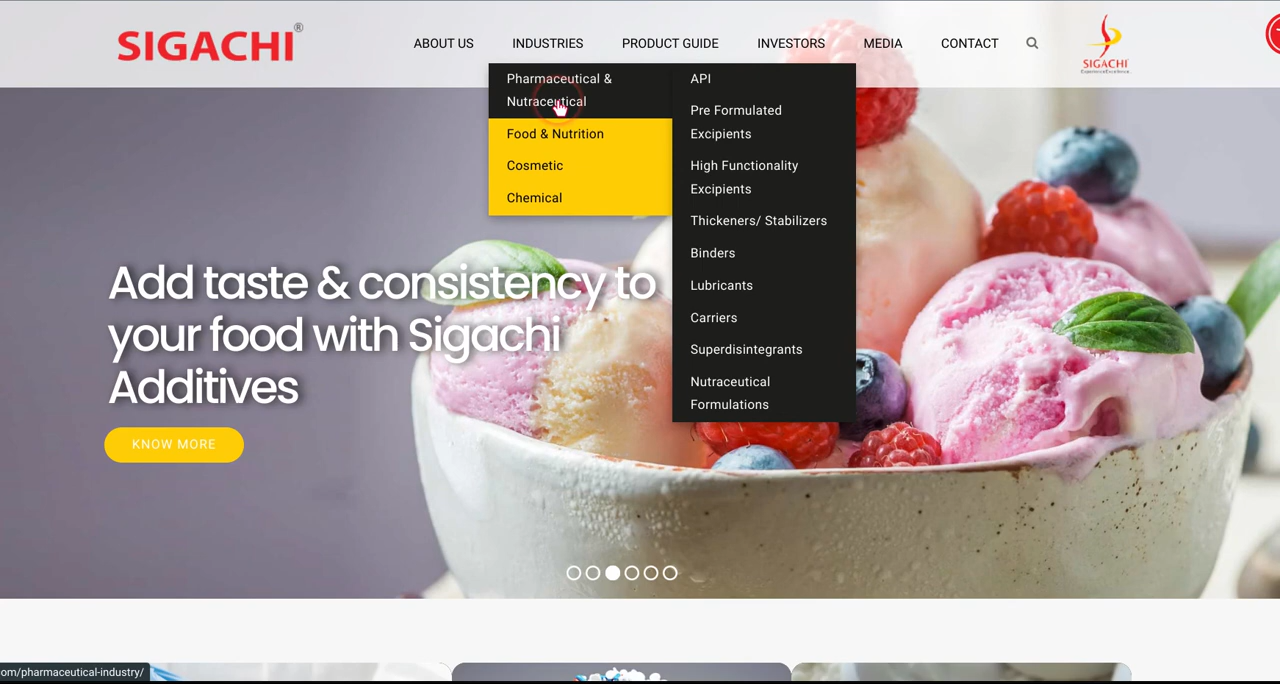 SIGACHI®
ABOUT US INDUSTRIES PRODUCT GUIDE INVESTORS MEDIA CONTACT
SIGACHI
Pharmaceutical &
Nutraceutical
Food & Nutrition
Cosmetic
Chemical
API
Pre Formulated
Excipients
High Functionality
Excipients
Thickeners/ Stabilizers
Binders
Lubricants
Carriers
Superdisintegrants
Nutraceutical
Formulations
Add taste & consistency to
your food with Sigachi
Additives
KNOW MORE
om/pharmaceutical-industry/